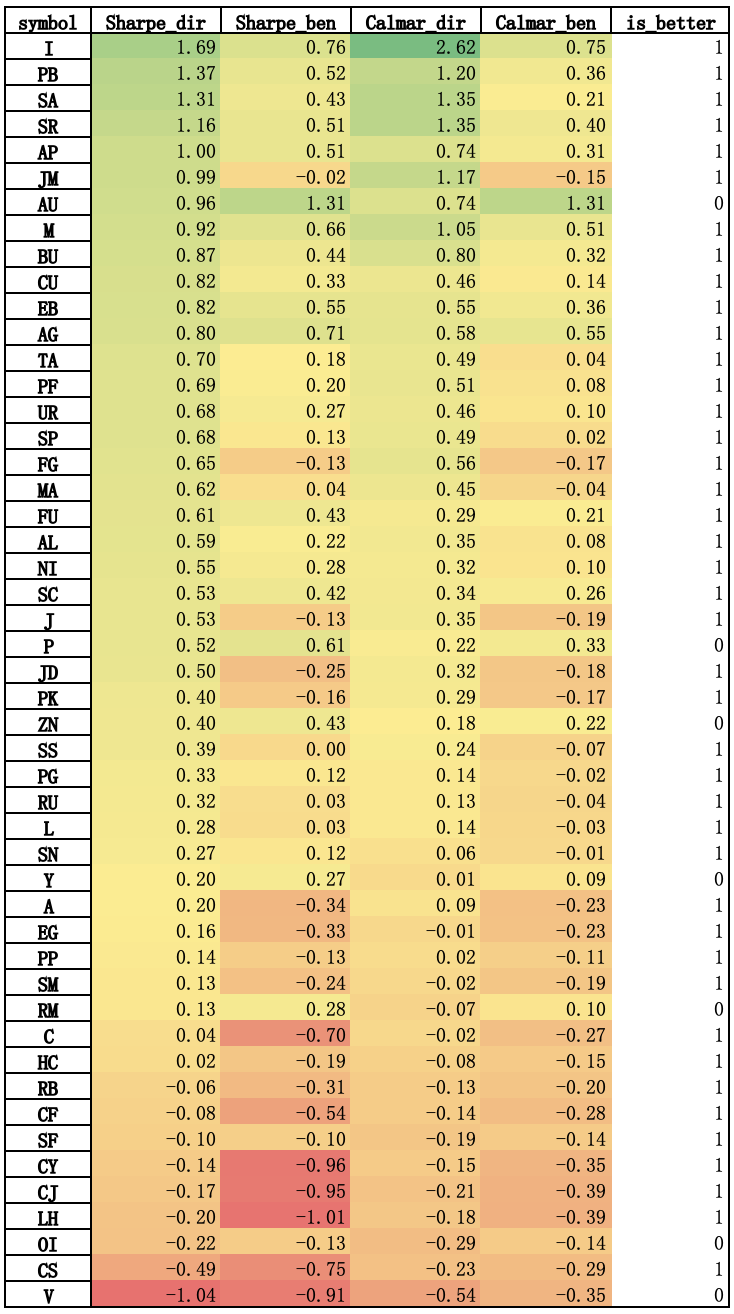 symbol Sharpe_dir Sharpe_ben Calmar_dir Calmar_ben is_better
I 1.69 0.76 2.62 0.75 1
PB 1.37 0.52 1.20 0.36 1
SA 1.31 0.43 1.35 0.21 1
SR 1.16 0.51 1.35 0.40 1
AP 1.00 0.51 0.74 0.31 1
JM 0.99 -0.02 1.17 -0.15 1
AU 0.96 1.31 0.74 1.31 0
M 0.92 0.66 1.05 0.51 1
BU 0.87 0.44 0.80 0.32 1
CU 0.82 0.33 0.46 0.14 1
EB 0.82 0.55 0.55 0.36 1
AG 0.80 0.71 0.58 0.55 1
TA 0.70 0.18 0.49 0.04 1
PF 0.69 0.20 0.51 0.08 1
UR 0.68 0.27 0.46 0.10 1
SP 0.68 0.13 0.49 0.02 1
FG 0.65 -0.13 0.56 -0.17 1
MA 0.62 0.04 0.45 -0.04 1
FU 0.61 0.43 0.29 0.21 1
AL 0.59 0.22 0.35 0.08 1
NI 0.55 0.28 0.32 0.10 1
SC 0.53 0.42 0.34 0.26 1
J 0.53 -0.13 0.35 -0.19 1
P 0.52 0.61 0.22 0.33 0
JD 0.50 -0.25 0.32 -0.18 1
PK 0.40 -0.16 0.29 -0.17 1
ZN 0.40 0.43 0.18 0.22 0
SS 0.39 0.00 0.24 -0.07 1
PG 0.33 0.12 0.14 -0.02 1
RU 0.32 0.03 0.13 -0.04 1
L 0.28 0.03 0.14 -0.03 1
SN 0.27 0.12 0.06 -0.01 1
Y 0.20 0.27 0.01 0.09 0
A 0.20 -0.34 0.09 -0.23 1
EG 0.16 -0.33 -0.01 -0.23 1
PP 0.14 -0.13 0.02 -0.11 1
SM 0.13 -0.24 -0.02 -0.19 1
RM 0.13 0.28 -0.07 0.10 0
C 0.04 -0.70 -0.02 -0.27 1
HC 0.02 -0.19 -0.08 -0.15 1
RB -0.06 -0.31 -0.13 -0.20 1
CF -0.08 -0.54 -0.14 -0.28 1
SF -0.10 -0.10 -0.19 -0.14 1
CY -0.14 -0.96 -0.15 -0.35 1
CJ -0.17 -0.95 -0.21 -0.39 1
LH -0.20 -1.01 -0.18 -0.39 1
OI -0.22 -0.13 -0.29 -0.14 0
CS -0.49 -0.75 -0.23 -0.29 1
V -1.04 -0.91 -0.54 -0.35 0